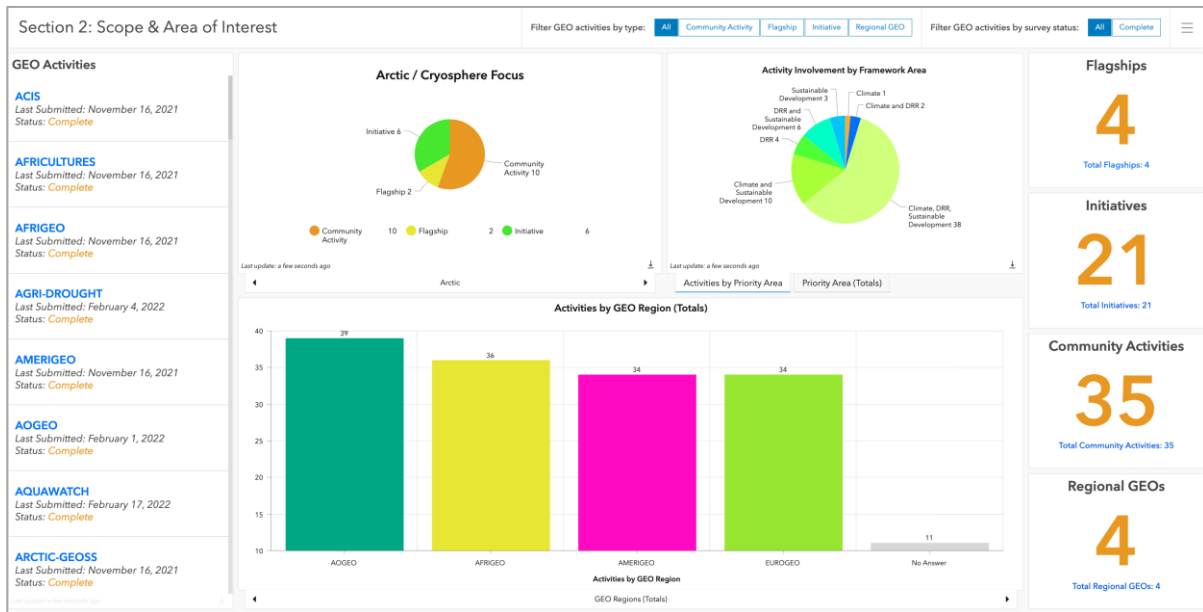 Section 2: Scope & Area of Interest
Filter GEO activities by type:
All
Community Activity
Flagship
Initiative
Regional GEO
Filter GEO activities by survey status:
All
Complete
GEO Activities
ACIS
Last Submitted: November 16, 2021
Status: Complete
AFRICULTURES
Last Submitted: November 16, 2021
Status: Complete
AFRIGEO
Last Submitted: November 16, 2021
Status: Complete
AGRI-DROUGHT
Last Submitted: February 4, 2022
Status: Complete
AMERIGEO
Last Submitted: November 16, 2021
Status: Complete
AOGEO
Last Submitted: February 1, 2022
Status: Complete
AQUAWATCH
Last Submitted: February 17, 2022
Status: Complete
ARCTIC-GEOSS
Last Submitted: November 16, 2021
Status: Complete
Last update: a few seconds ago
Arctic / Cryosphere Focus
Initiative 6
Community
Activity 10
Flagship 2
Community
Activity
10
Flagship
2
Initiative
6
Last update: a few seconds ago
Arctic
Activity Involvement by Framework Area
Sustainable
Development 3
Climate 1
Climate and DRR 2
DRR and
Sustainable
Development 6
DRR 4
Climate and
Sustainable
Development 10
Climate, DRR,
Sustainable
Development 38
Last update: a few seconds ago
Activities by Priority Area
Priority Area (Totals)
Activities by GEO Region (Totals)
40
35
30
25
20
15
10
39
36
34
34
11
AOGEO
AFRIGEO
AMERIGEO
EUROGEO
No Answer
Activities by GEO Region
GEO Regions (Totals)
Flagships
4
Total Flagships: 4
Initiatives
21
Total Initiatives: 21
Community Activities
35
Total Community Activities: 35
Regional GEOs
4
Total Regional GEOs: 4